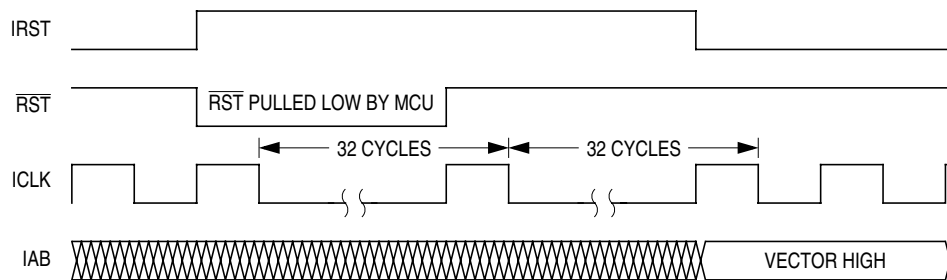 IRST
RST
RST PULLED LOW BY MCU
32 CYCLES 32 CYCLES
ICLK
IAB
VECTOR HIGH